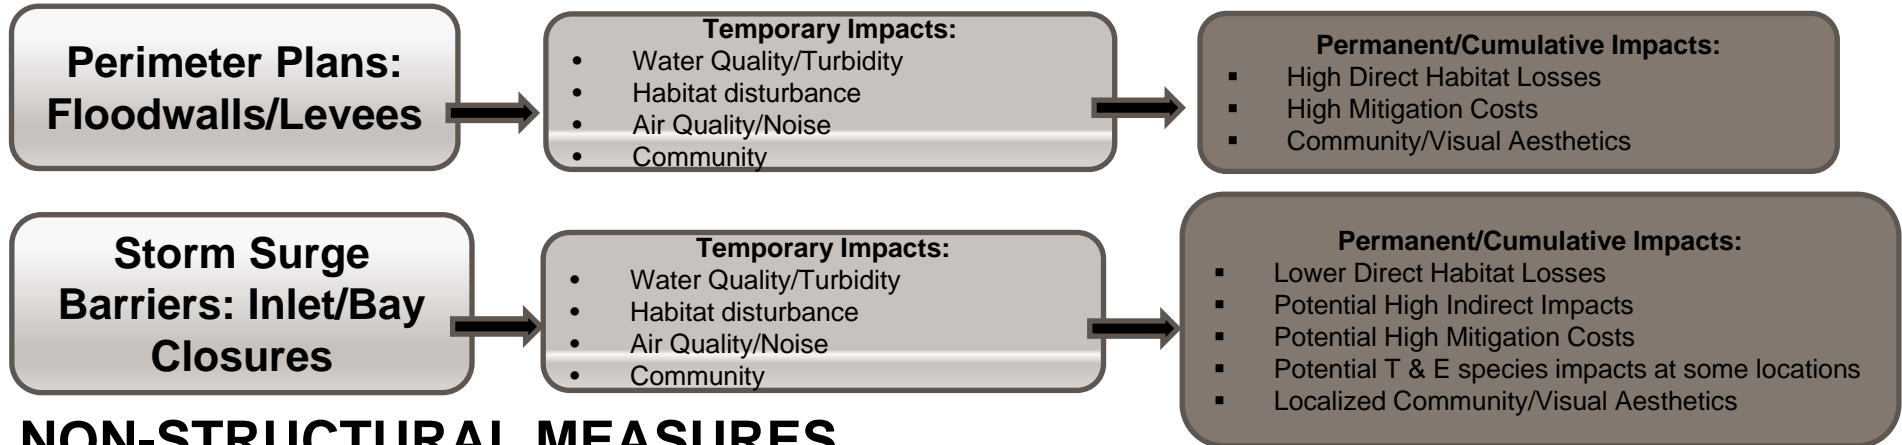 Perimeter Plans:
Floodwalls/Levees
Temporary Impacts:
• Water Quality/Turbidity
• Habitat disturbance
• Air Quality/Noise
• Community
Permanent/Cumulative Impacts:
▪ High Direct Habitat Losses
▪ High Mitigation Costs
▪ Community/Visual Aesthetics
Storm Surge
Barriers: Inlet/Bay
Closures
Temporary Impacts:
• Water Quality/Turbidity
• Habitat disturbance
• Air Quality/Noise
• Community
Permanent/Cumulative Impacts:
▪ Lower Direct Habitat Losses
▪ Potential High Indirect Impacts
▪ Potential High Mitigation Costs
▪ Potential T & E species impacts at some locations
▪ Localized Community/Visual Aesthetics
NON-STRUCTURAL MEASURES